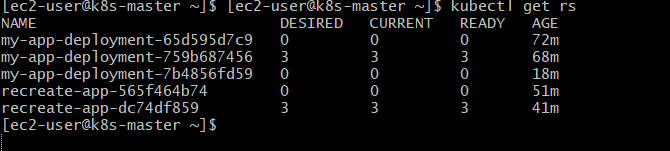 [ec2-user@k8s-master ~]$ [ec2-user@k8s-master ~]$ kubectl get rs
NAME DESIRED CURRENT READY AGE
my-app-deployment-65d595d7c9 0 0 0 72m
my-app-deployment-759b687456 3 3 3 68m
my-app-deployment-7b4856fd59 0 0 0 18m
recreate-app-565f464b74 0 0 0 51m
recreate-app-dc74df859 3 3 3 41m
[ec2-user@k8s-master ~]$